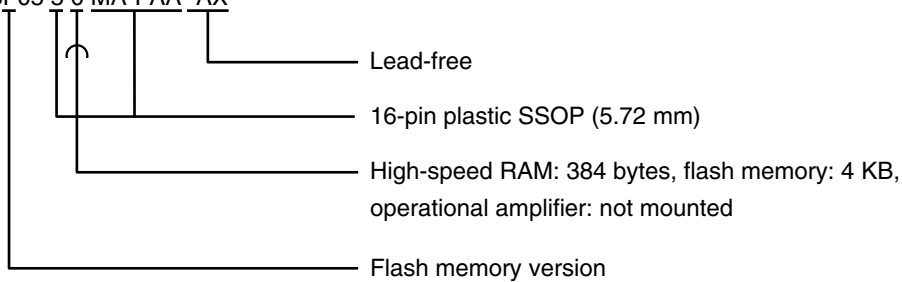 Lead-free
16-pin plastic SSOP (5.72 mm)
High-speed RAM: 384 bytes, flash memory: 4 KB,
operational amplifier: not mounted
Flash memory version